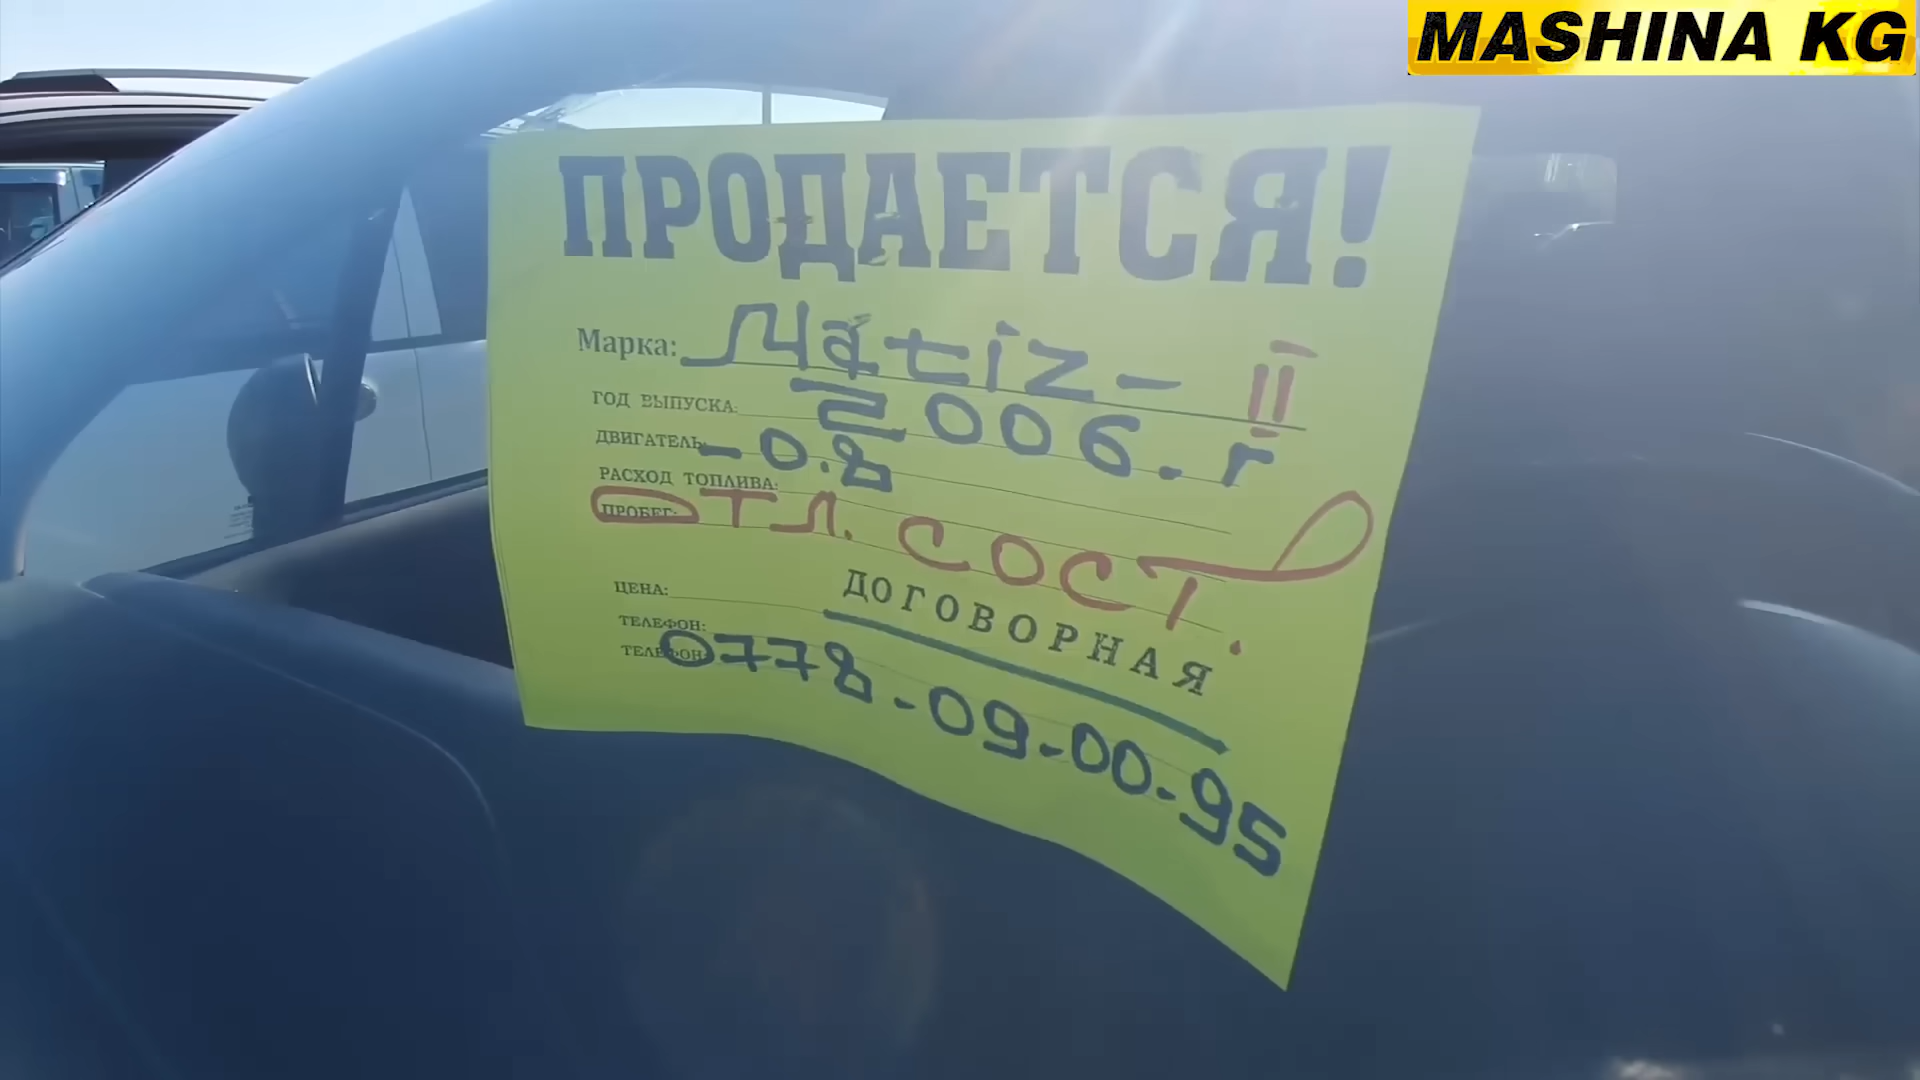 MASHINA KG
ПРОДАЕТСЯ!
Марка: Matiz - II
ГОД ВЫПУСКА: 2006.г
ДВИГАТЕЛЬ: - 0.8
РАСХОД ТОПЛИВА:
ПРОБЕГ:
ОТЛ. СОСТ.
ЦЕНА: ДОГОВОРНАЯ
ТЕЛЕФОН:
ТЕЛЕФОН: 0778-09-00-95